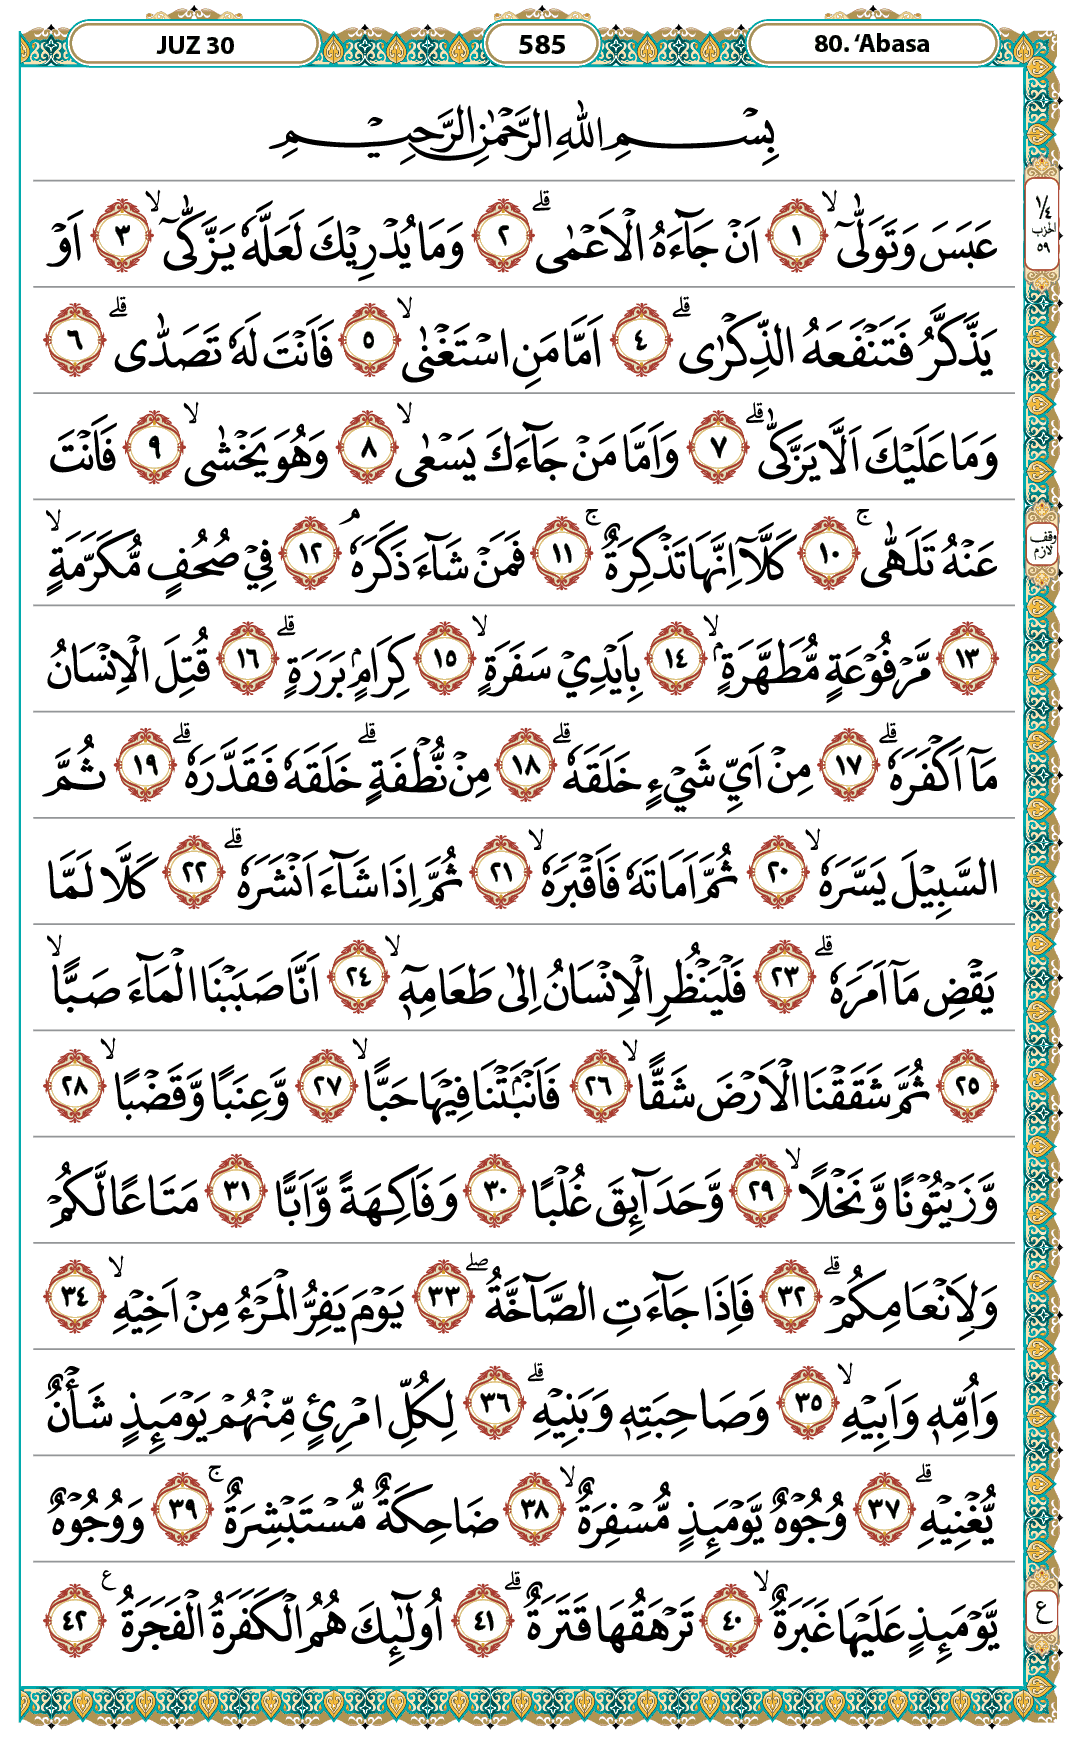 JUZ 30
585
80. ‘Abasa
بِسْــــــمِ اللّٰهِ الرَّحْمٰنِ الرَّحِيْـــــمِ
عَبَسَ وَتَوَلّٰىٓ ۙ ١ اَنْ جَاۤءَهُ الْاَعْمٰى ۗ ٢ وَمَا يُدْرِيْكَ لَعَلَّهٗ يَزَّكّٰىٓ ۙ ٣ اَوْ
يَذَّكَّرُ فَتَنْفَعَهُ الذِّكْرٰى ۗ ٤ اَمَّا مَنِ اسْتَغْنٰى ۙ ٥ فَاَنْتَ لَهٗ تَصَدّٰى ۗ ٦
وَمَا عَلَيْكَ اَلَّا يَزَّكّٰى ۗ ٧ وَاَمَّا مَنْ جَاۤءَكَ يَسْعٰى ۙ ٨ وَهُوَ يَخْشٰى ۙ ٩ فَاَنْتَ
عَنْهُ تَلَهّٰى ۚ ١٠ كَلَّآ اِنَّهَا تَذْكِرَةٌ ۚ ١١ فَمَنْ شَاۤءَ ذَكَرَهٗ ۘ ١٢ فِيْ صُحُفٍ مُّكَرَّمَةٍ ۙ
١٣ مَّرْفُوْعَةٍ مُّطَهَّرَةٍ ۢ ۙ ١٤ بِاَيْدِيْ سَفَرَةٍ ۙ ١٥ كِرَامٍۢ بَرَرَةٍ ۗ ١٦ قُتِلَ الْاِنْسَانُ
مَآ اَكْفَرَهٗ ۗ ١٧ مِنْ اَيِّ شَيْءٍ خَلَقَهٗ ۗ ١٨ مِنْ نُّطْفَةٍ ۗ خَلَقَهٗ فَقَدَّرَهٗ ۗ ١٩ ثُمَّ
السَّبِيْلَ يَسَّرَهٗ ۙ ٢٠ ثُمَّ اَمَاتَهٗ فَاَقْبَرَهٗ ۙ ٢١ ثُمَّ اِذَا شَاۤءَ اَنْشَرَهٗ ۗ ٢٢ كَلَّا لَمَّا
يَقْضِ مَآ اَمَرَهٗ ۗ ٢٣ فَلْيَنْظُرِ الْاِنْسَانُ اِلٰى طَعَامِهٖٓ ۙ ٢٤ اَنَّا صَبَبْنَا الْمَاۤءَ صَبًّا ۙ
٢٥ ثُمَّ شَقَقْنَا الْاَرْضَ شَقًّا ۙ ٢٦ فَاَنْۢبَتْنَا فِيْهَا حَبًّا ۙ ٢٧ وَّعِنَبًا وَّقَضْبًا ۙ ٢٨
وَّزَيْتُوْنًا وَّنَخْلًا ۙ ٢٩ وَّحَدَاۤئِقَ غُلْبًا ٣٠ وَفَاكِهَةً وَّاَبًّا ٣١ مَتَاعًا لَّكُمْ
وَلِاَنْعَامِكُمْ ۗ ٣٢ فَاِذَا جَاۤءَتِ الصَّاۤخَّةُ ۖ ٣٣ يَوْمَ يَفِرُّ الْمَرْءُ مِنْ اَخِيْهِ ۙ ٣٤
وَاُمِّهٖ وَاَبِيْهِ ۙ ٣٥ وَصَاحِبَتِهٖ وَبَنِيْهِ ۗ ٣٦ لِكُلِّ امْرِئٍ مِّنْهُمْ يَوْمَىِٕذٍ شَأْنٌ
يُّغْنِيْهِ ۗ ٣٧ وُجُوْهٌ يَّوْمَىِٕذٍ مُّسْفِرَةٌ ۙ ٣٨ ضَاحِكَةٌ مُّسْتَبْشِرَةٌ ۚ ٣٩ وَوُجُوْهٌ
يَّوْمَىِٕذٍ عَلَيْهَا غَبَرَةٌ ۙ ٤٠ تَرْهَقُهَا قَتَرَةٌ ۗ ٤١ اُولٰۤىِٕكَ هُمُ الْكَفَرَةُ الْفَجَرَةُ ࣖ ٤٢
١/٤
الحزب
٥٩
وقف
لازم
ع